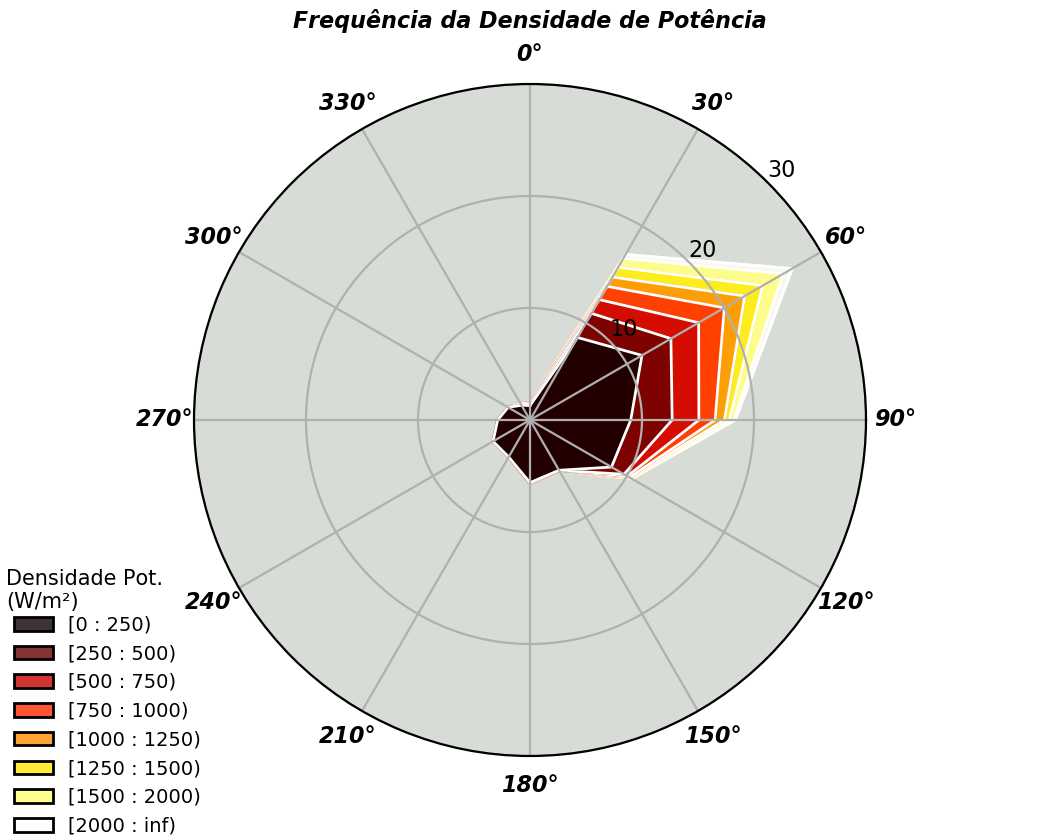 Frequência da Densidade de Potência
0°
330°
30°
30
300°
60°
20
10
270°
90°
240°
120°
210°
150°
180°
Densidade Pot.
(W/m²)
[0 : 250)
[250 : 500)
[500 : 750)
[750 : 1000)
[1000 : 1250)
[1250 : 1500)
[1500 : 2000)
[2000 : inf)